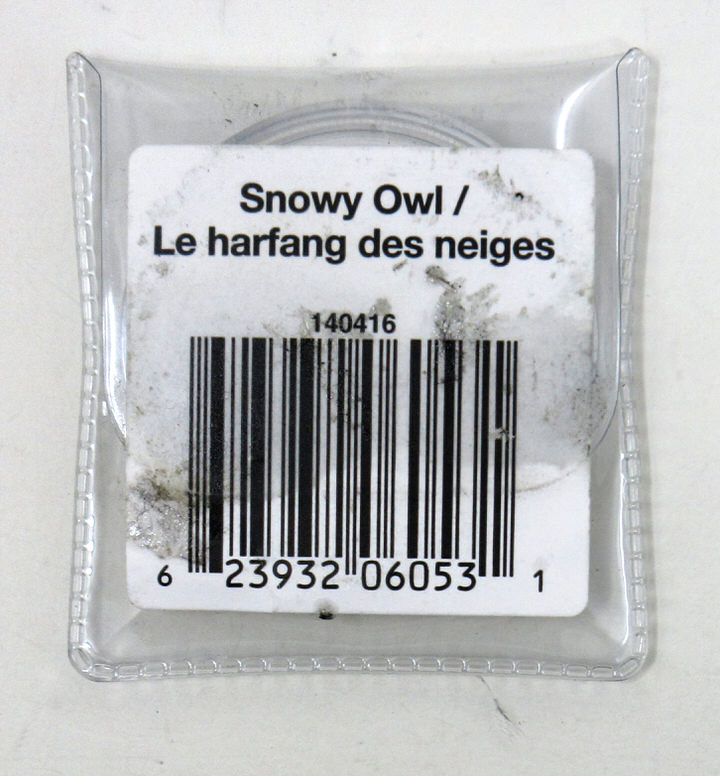 Snowy Owl /
Le harfang des neiges
140416
6 23932 06053 1